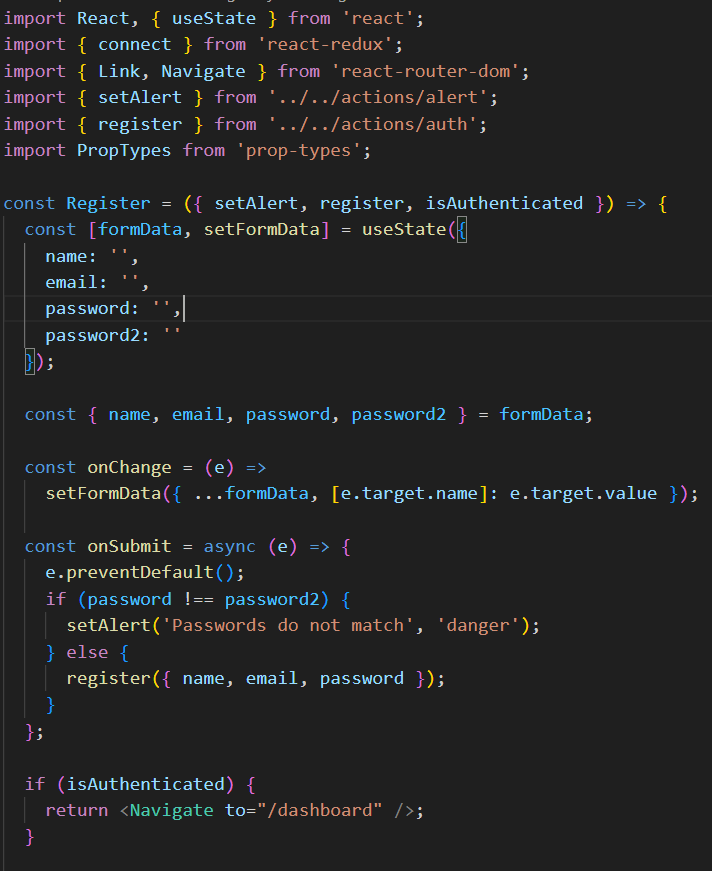 import React, { useState } from 'react';
import { connect } from 'react-redux';
import { Link, Navigate } from 'react-router-dom';
import { setAlert } from '../../actions/alert';
import { register } from '../../actions/auth';
import PropTypes from 'prop-types';

const Register = ({ setAlert, register, isAuthenticated }) => {
  const [formData, setFormData] = useState({
    name: '',
    email: '',
    password: '',
    password2: ''
  });

  const { name, email, password, password2 } = formData;

  const onChange = (e) =>
    setFormData({ ...formData, [e.target.name]: e.target.value });

  const onSubmit = async (e) => {
    e.preventDefault();
    if (password !== password2) {
      setAlert('Passwords do not match', 'danger');
    } else {
      register({ name, email, password });
    }
  };

  if (isAuthenticated) {
    return <Navigate to="/dashboard" />;
  }